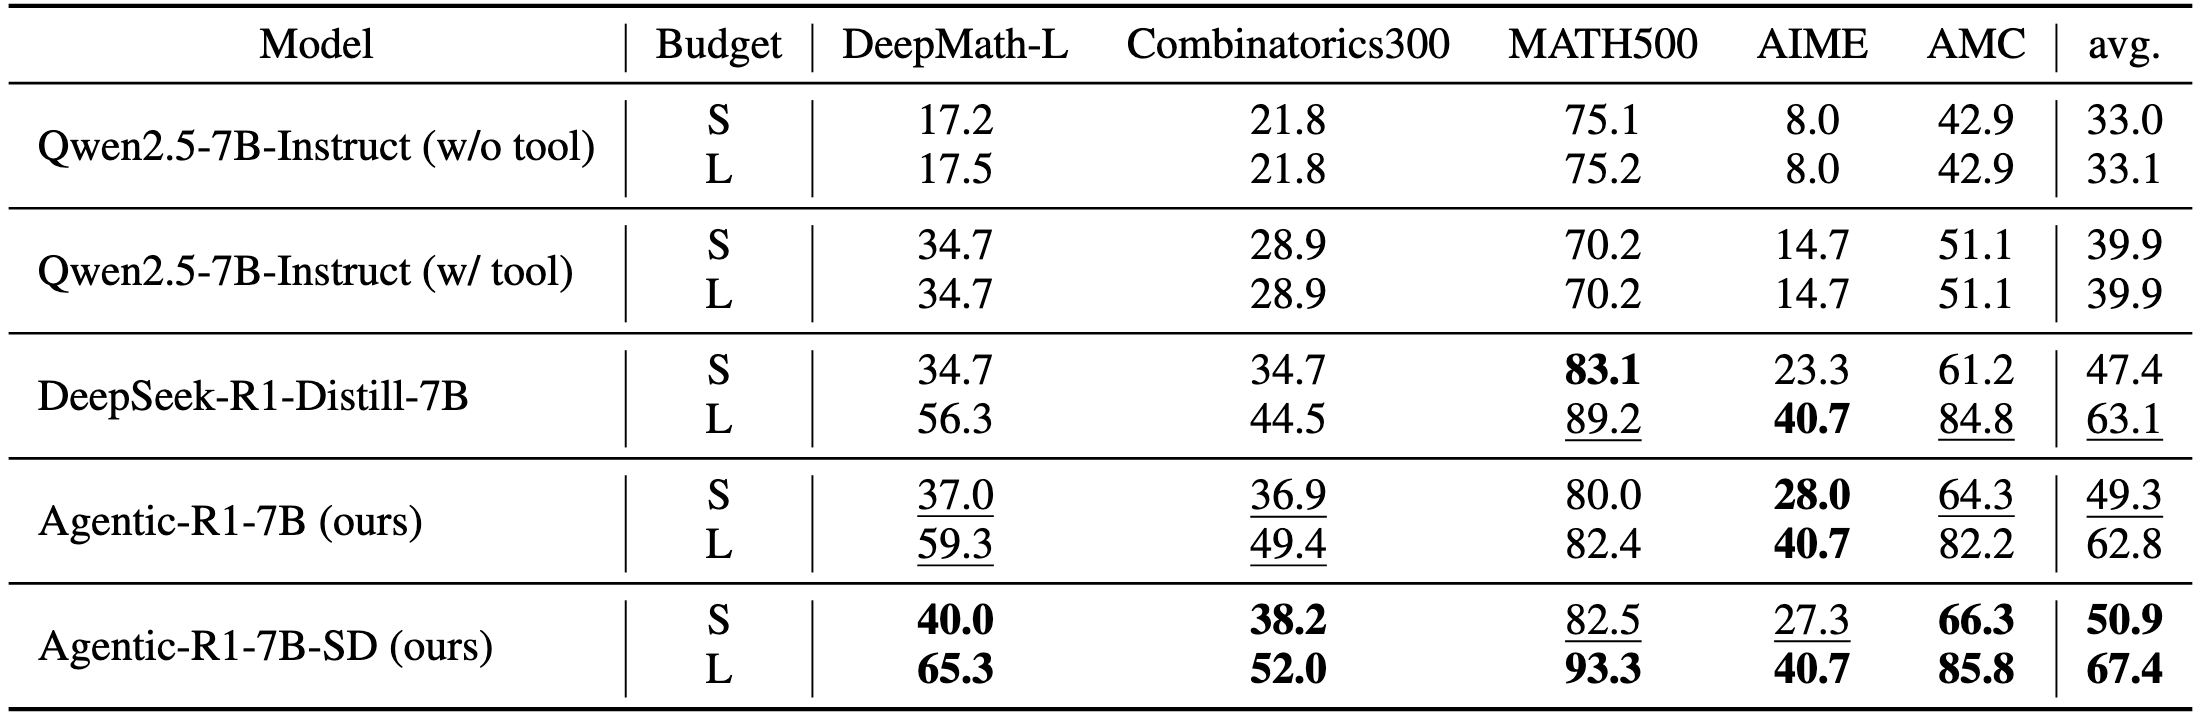 Model Budget DeepMath-L Combinatorics300 MATH500 AIME AMC avg.
Qwen2.5-7B-Instruct (w/o tool) S 17.2 21.8 75.1 8.0 42.9 33.0
L 17.5 21.8 75.2 8.0 42.9 33.1
Qwen2.5-7B-Instruct (w/ tool) S 34.7 28.9 70.2 14.7 51.1 39.9
L 34.7 28.9 70.2 14.7 51.1 39.9
DeepSeek-R1-Distill-7B S 34.7 34.7 83.1 23.3 61.2 47.4
L 56.3 44.5 89.2 40.7 84.8 63.1
Agentic-R1-7B (ours) S 37.0 36.9 80.0 28.0 64.3 49.3
L 59.3 49.4 82.4 40.7 82.2 62.8
Agentic-R1-7B-SD (ours) S 40.0 38.2 82.5 27.3 66.3 50.9
L 65.3 52.0 93.3 40.7 85.8 67.4